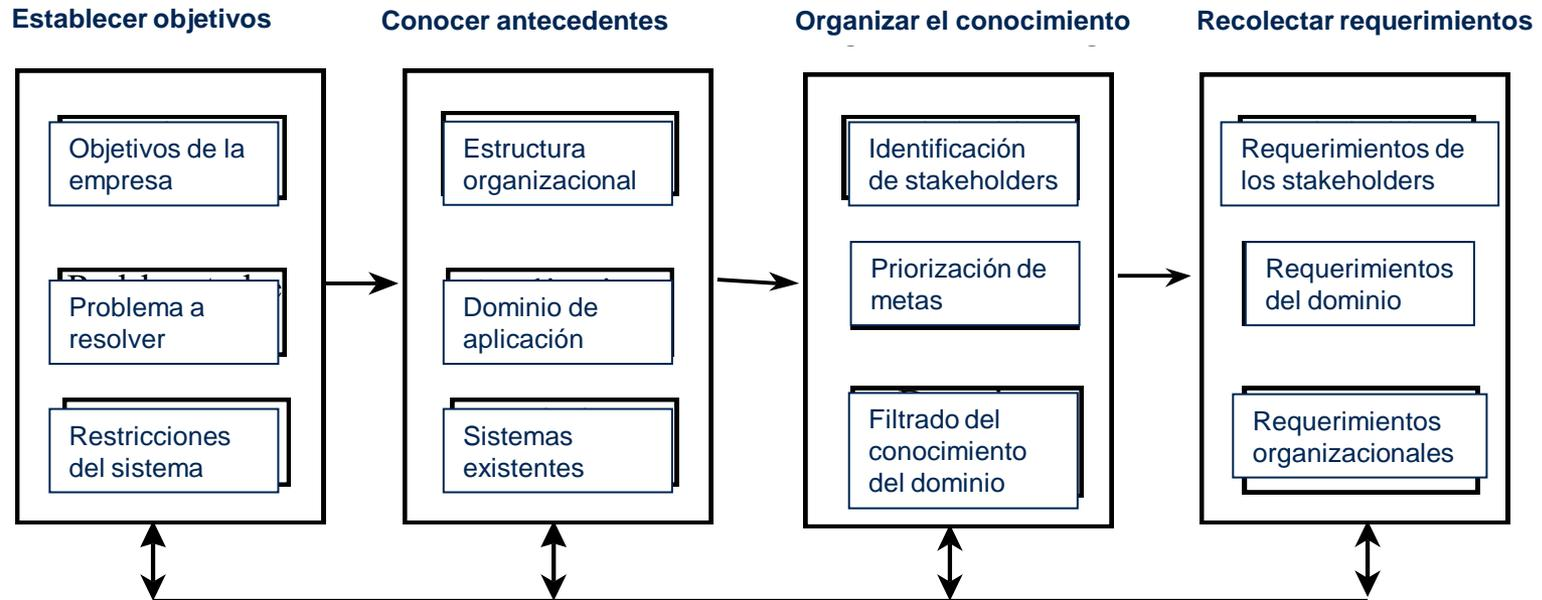 Establecer objetivos
Conocer antecedentes
Organizar el conocimiento
Recolectar requerimientos
Objetivos de la
empresa
Problema a
resolver
Restricciones
del sistema
Estructura
organizacional
Dominio de
aplicación
Sistemas
existentes
Identificación
de stakeholders
Priorización de
metas
Filtrado del
conocimiento
del dominio
Requerimientos de
los stakeholders
Requerimientos
del dominio
Requerimientos
organizacionales